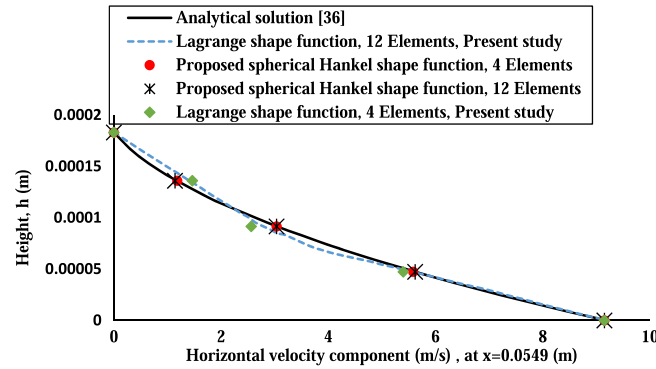 Analytical solution [36]
Lagrange shape function, 12 Elements, Present study
Proposed spherical Hankel shape function, 4 Elements
Proposed spherical Hankel shape function, 12 Elements
Lagrange shape function, 4 Elements, Present study
0.0002
0.00015
0.0001
0.00005
0
Height, h (m)
0 2 4 6 8 10
Horizontal velocity component (m/s) , at x=0.0549 (m)